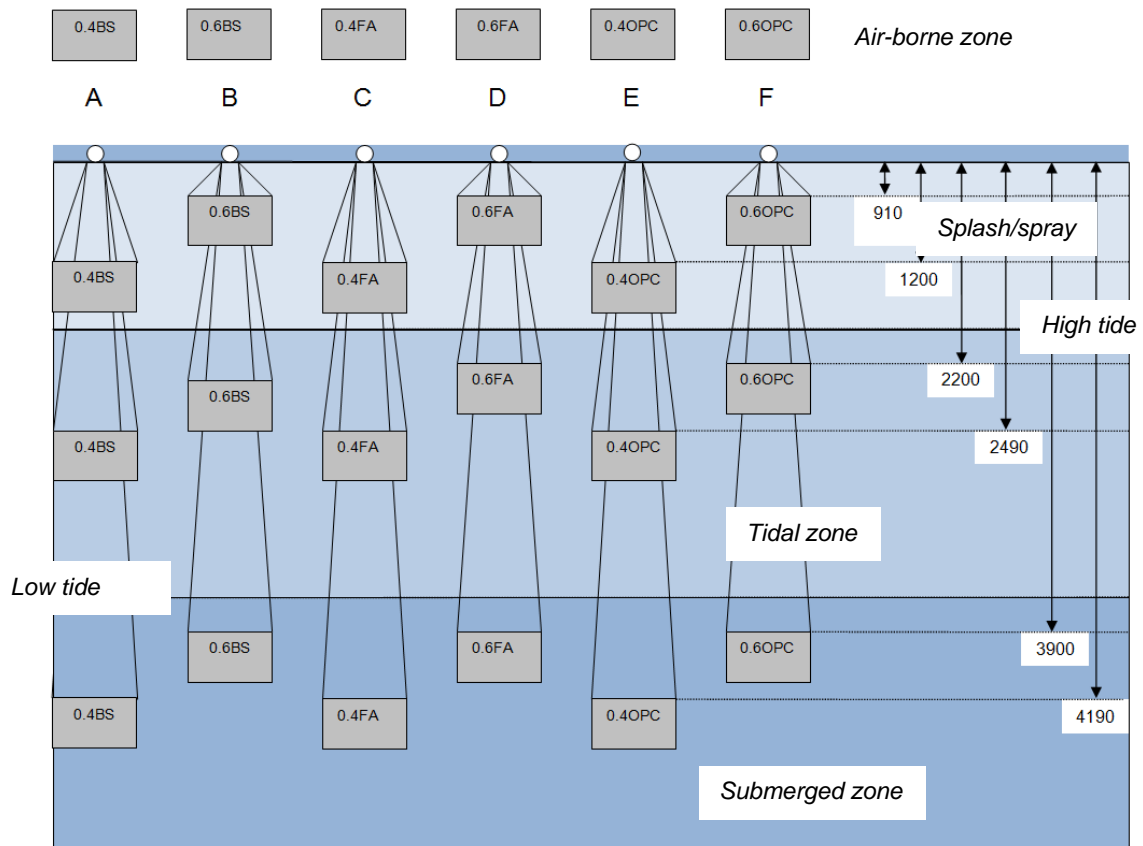 0.4BS 0.6BS 0.4FA 0.6FA 0.4OPC 0.6OPC Air-borne zone
A B C D E F
0.6BS 0.6FA 0.6OPC 910 Splash/spray
0.4BS 0.4FA 0.4OPC 1200
High tide
0.6BS 0.6FA 0.6OPC 2200
0.4BS 0.4FA 0.4OPC 2490
Tidal zone
Low tide
0.6BS 0.6FA 0.6OPC 3900
0.4BS 0.4FA 0.4OPC 4190
Submerged zone